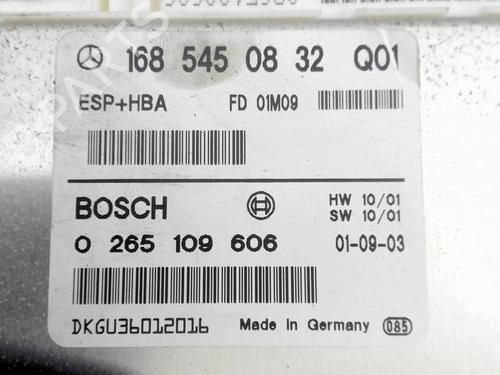 168 545 08 32 Q01
ESP+HBA FD 01M09
BOSCH HW 10/01
SW 10/01
0 265 109 606 01-09-03
DKGU36012016 Made in Germany 085